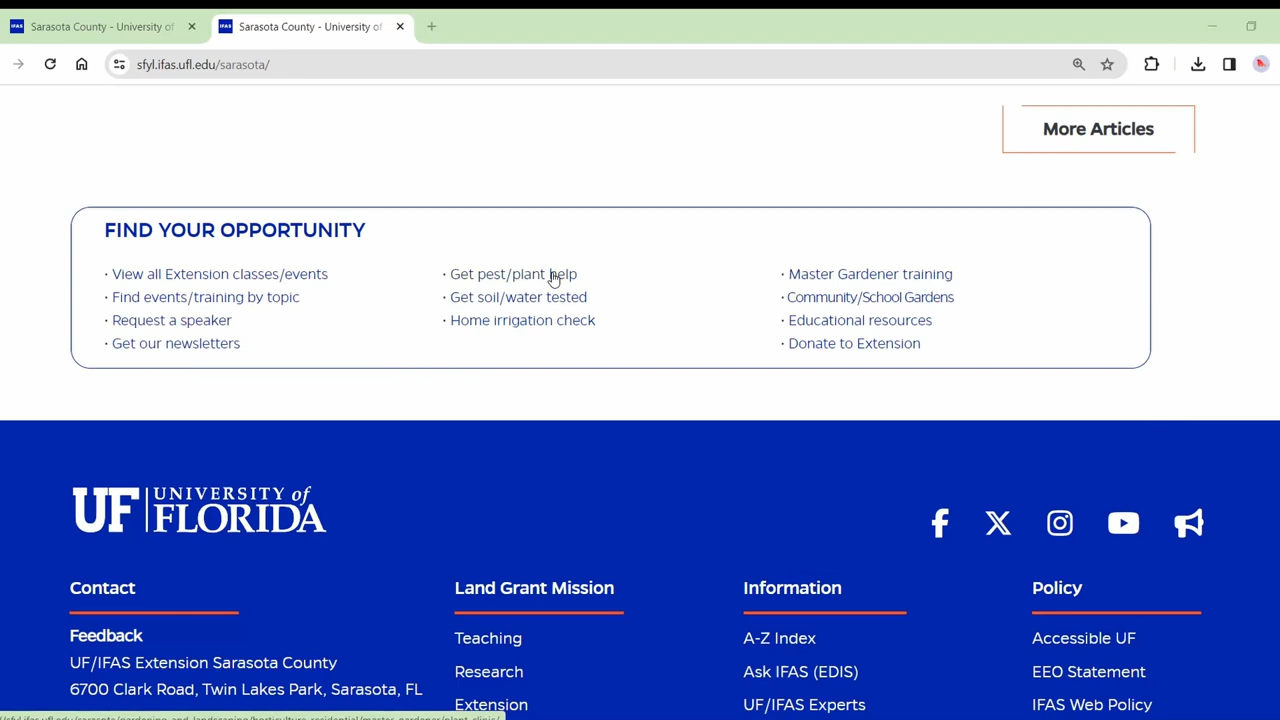 IFAS Sarasota County - University of
IFAS Sarasota County - University of
sfyl.ifas.ufl.edu/sarasota/
More Articles
FIND YOUR OPPORTUNITY
· View all Extension classes/events
· Find events/training by topic
· Request a speaker
· Get our newsletters
· Get pest/plant help
· Get soil/water tested
· Home irrigation check
· Master Gardener training
· Community/School Gardens
· Educational resources
· Donate to Extension
UF UNIVERSITY of
FLORIDA
Contact
Feedback
UF/IFAS Extension Sarasota County
6700 Clark Road, Twin Lakes Park, Sarasota, FL
Land Grant Mission
Teaching
Research
Extension
Information
A-Z Index
Ask IFAS (EDIS)
UF/IFAS Experts
Policy
Accessible UF
EEO Statement
IFAS Web Policy